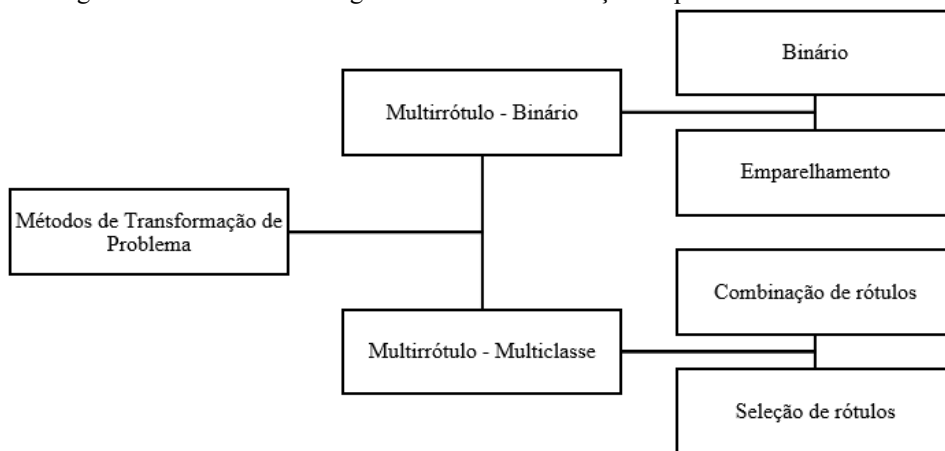 Binário
Multirrótulo - Binário
Emparelhamento
Métodos de Transformação de
Problema
Combinação de rótulos
Multirrótulo - Multiclasse
Seleção de rótulos